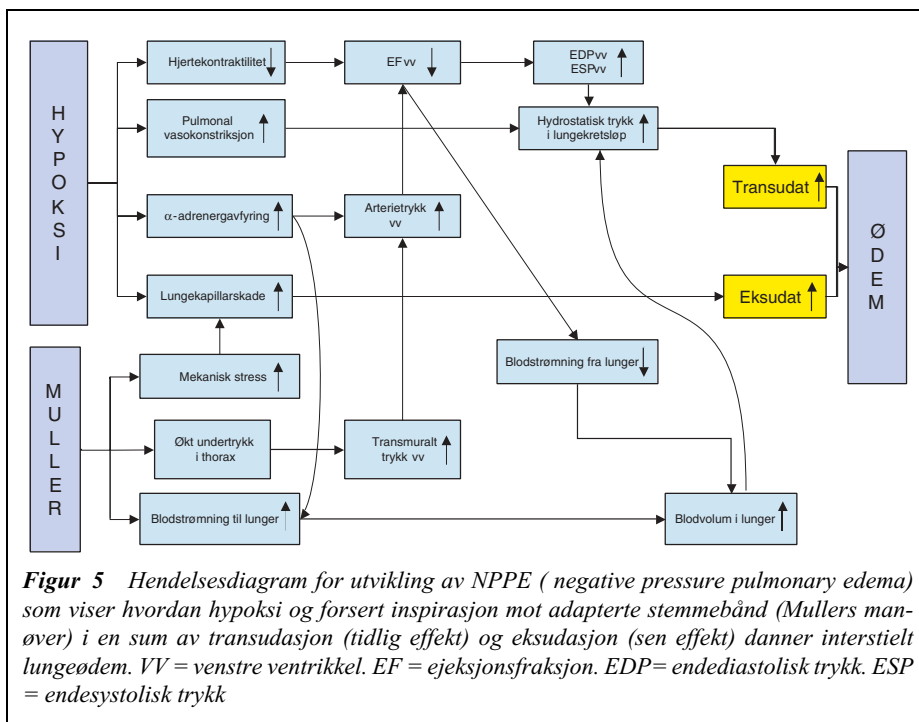 HYPOKSI
Hjertekontraktilitet
EF vv
EDPvv
ESPvv
Pulmonal
vasokonstriksjon
Hydrostatisk trykk
i lungekretsløp
Transudat
α-adrenergavfyring
Arterietrykk
vv
ØDEM
Lungekapillarskade
Eksudat
MULLER
Mekanisk stress
Blodstrømning fra lunger
Økt undertrykk
i thorax
Transmuralt
trykk vv
Blodstrømning til lunger
Blodvolum i lunger
Figur 5 Hendelsesdiagram for utvikling av NPPE ( negative pressure pulmonary edema)
som viser hvordan hypoksi og forsert inspirasjon mot adapterte stemmebånd (Mullers man-
øver) i en sum av transudasjon (tidlig effekt) og eksudasjon (sen effekt) danner interstielt
lungeødem. VV = venstre ventrikkel. EF = ejeksjonsfraksjon. EDP= endediastolisk trykk. ESP
= endesystolisk trykk